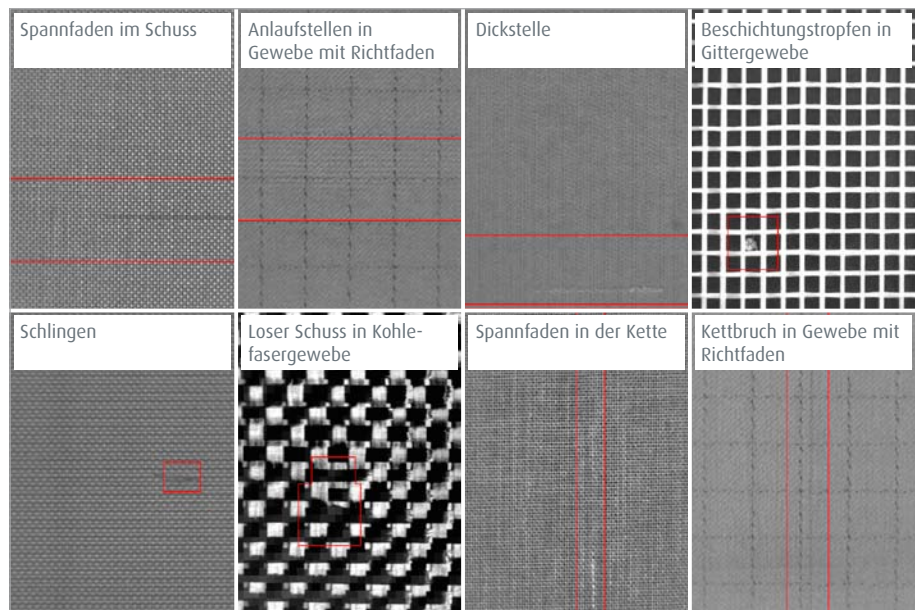 Spannfaden im Schuss
Anlaufstellen in
Gewebe mit Richtfaden
Dickstelle
Beschichtungstropfen in
Gittergewebe
Schlingen
Loser Schuss in Kohle-
fasergewebe
Spannfaden in der Kette
Kettbruch in Gewebe mit
Richtfaden